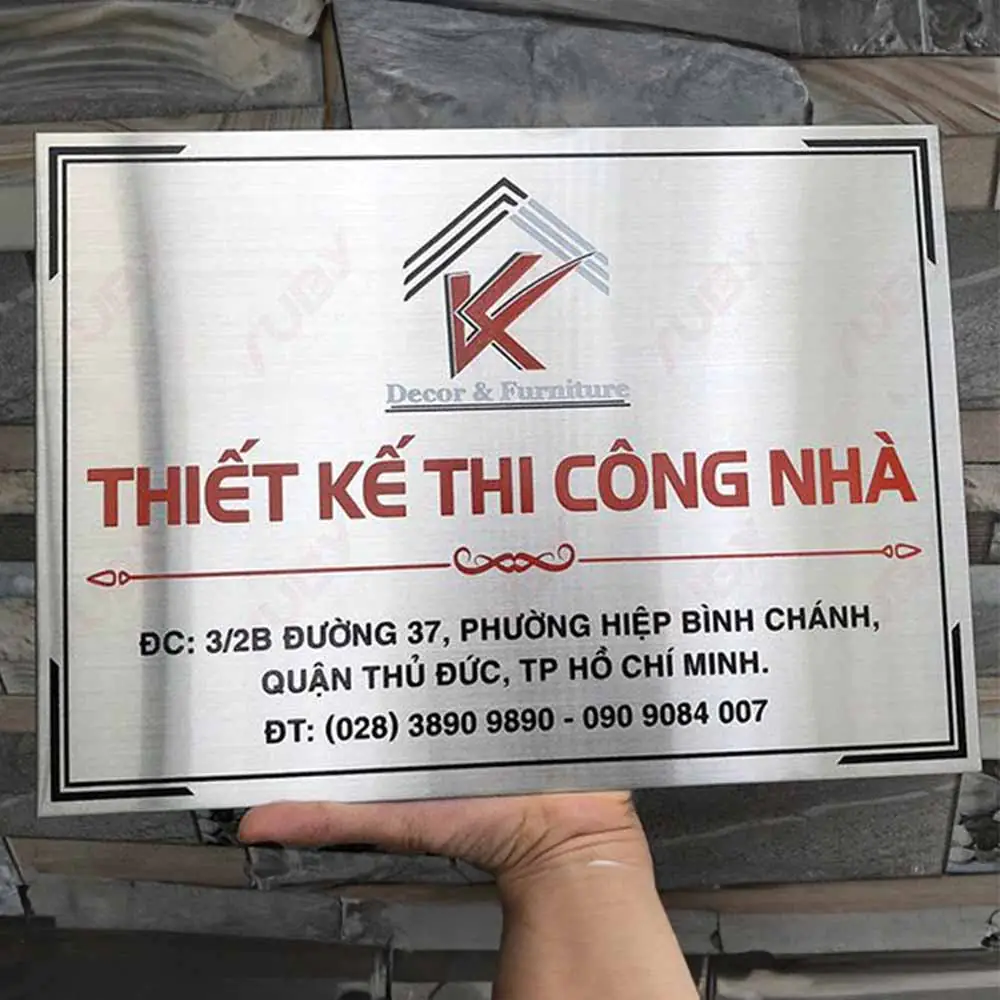 K
Decor & Furniture
THIẾT KẾ THI CÔNG NHÀ
ĐC: 3/2B ĐƯỜNG 37, PHƯỜNG HIỆP BÌNH CHÁNH,
QUẬN THỦ ĐỨC, TP HỒ CHÍ MINH.
ĐT: (028) 3890 9890 - 090 9084 007